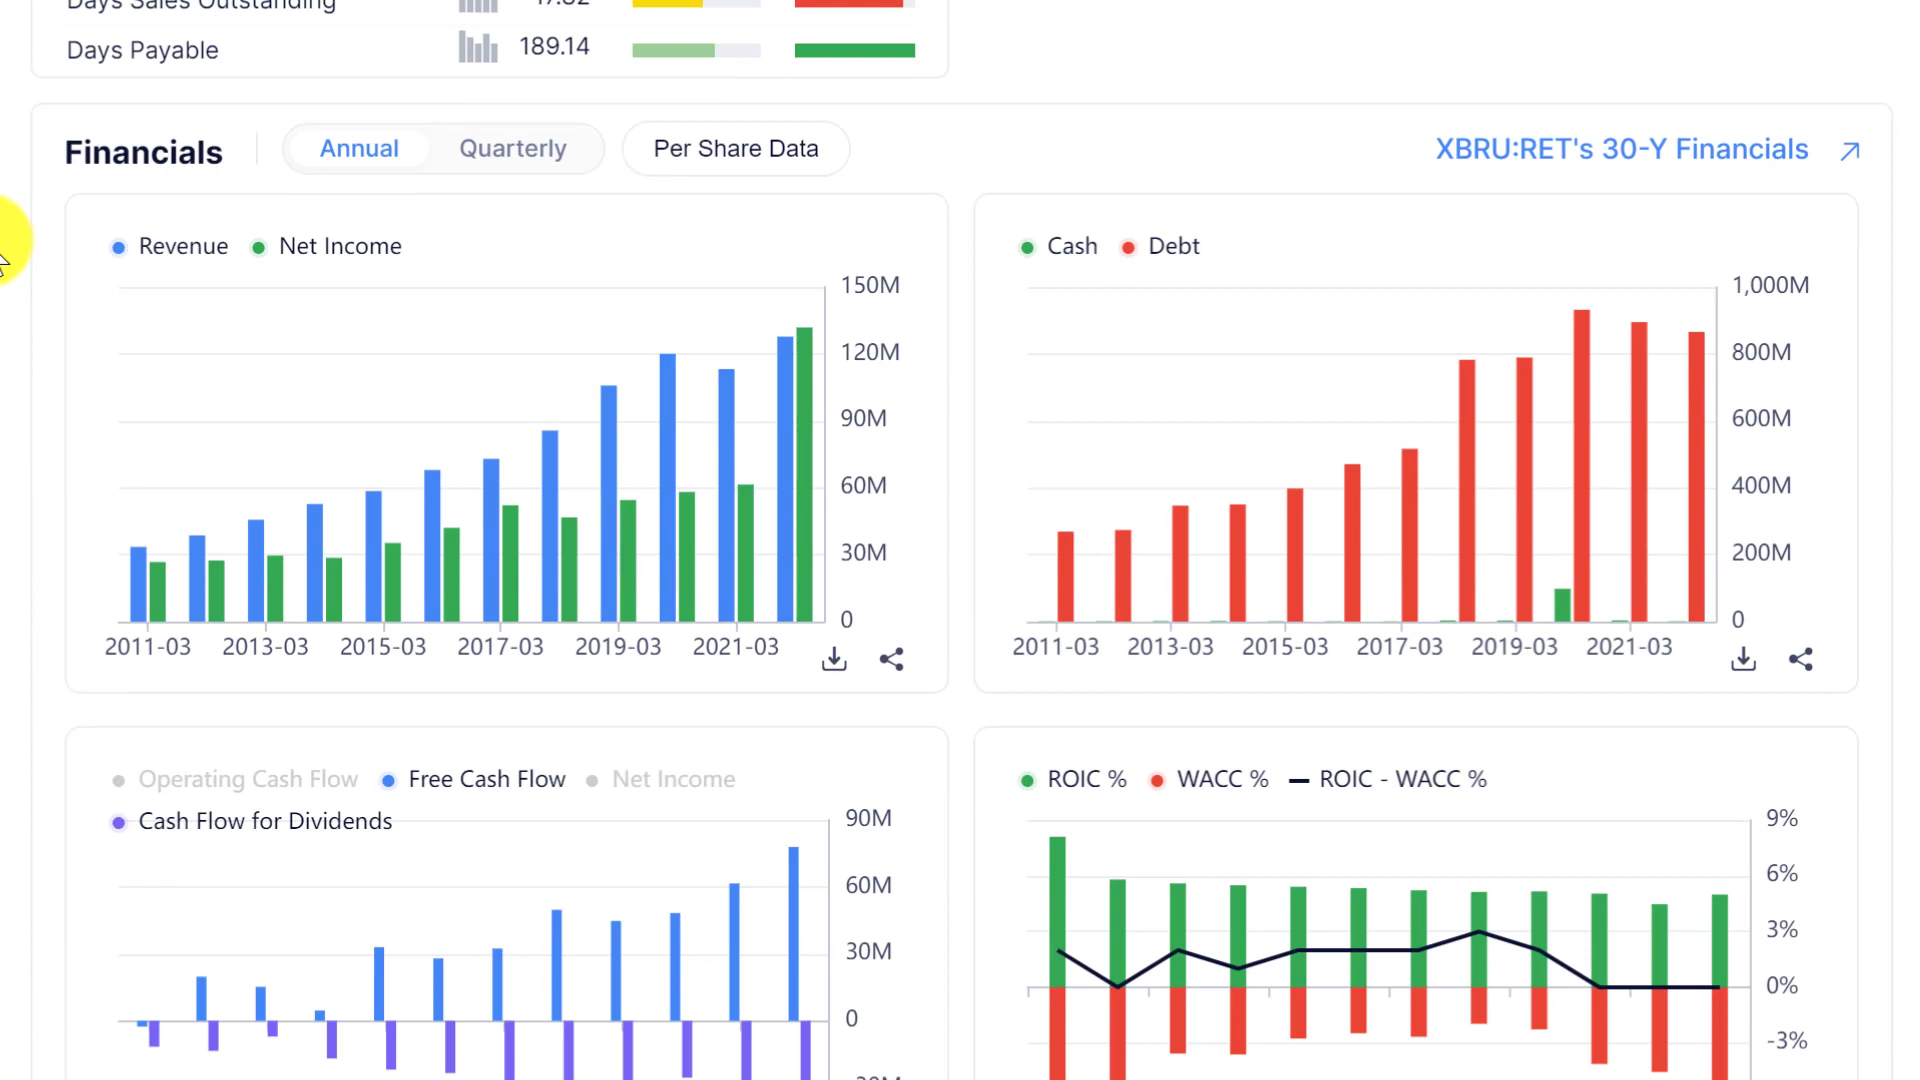 Days Sales Outstanding
Days Payable 189.14
Financials Annual Quarterly Per Share Data XBRU:RET's 30-Y Financials
Revenue Net Income
150M
120M
90M
60M
30M
0
2011-03 2013-03 2015-03 2017-03 2019-03 2021-03
Cash Debt
1,000M
800M
600M
400M
200M
0
2011-03 2013-03 2015-03 2017-03 2019-03 2021-03
Operating Cash Flow Free Cash Flow Net Income
Cash Flow for Dividends
90M
60M
30M
0
ROIC % WACC % ROIC - WACC %
9%
6%
3%
0%
-3%